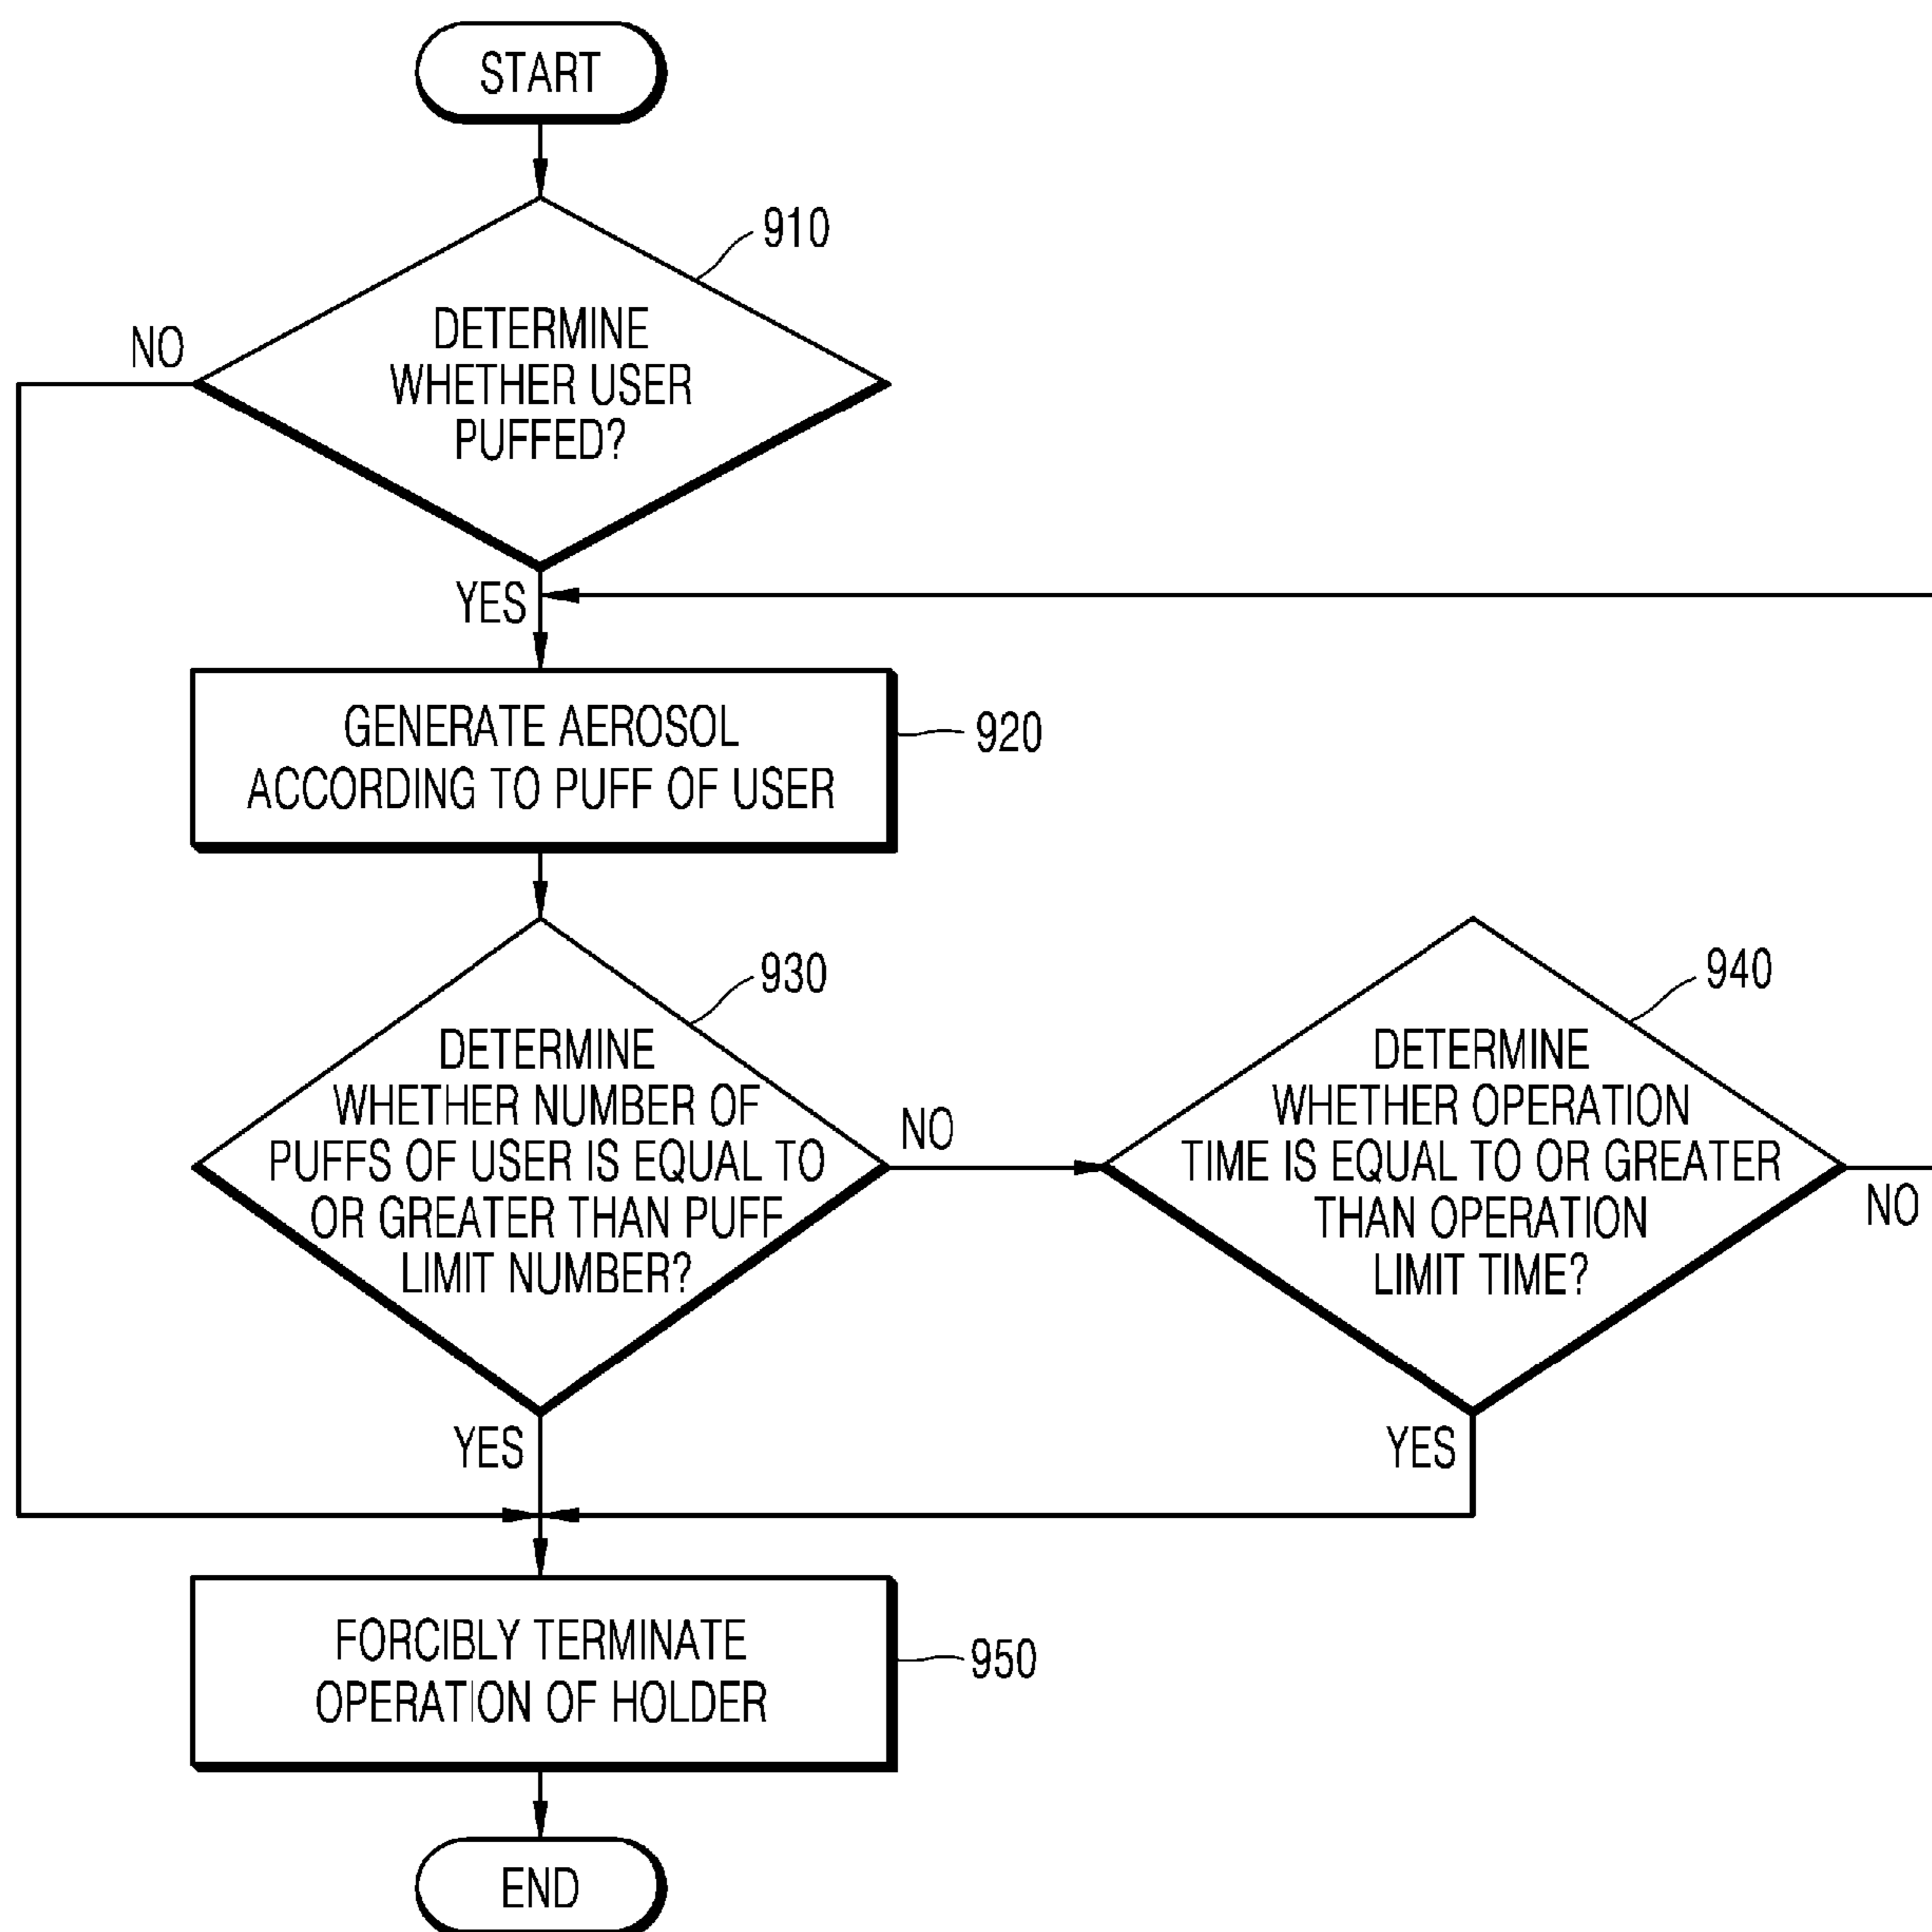 START
910
DETERMINE
WHETHER USER
PUFFED?
NO
YES
GENERATE AEROSOL
ACCORDING TO PUFF OF USER
920
930
DETERMINE
WHETHER NUMBER OF
PUFFS OF USER IS EQUAL TO
OR GREATER THAN PUFF
LIMIT NUMBER?
NO
YES
940
DETERMINE
WHETHER OPERATION
TIME IS EQUAL TO OR GREATER
THAN OPERATION
LIMIT TIME?
NO
YES
FORCIBLY TERMINATE
OPERATION OF HOLDER
950
END